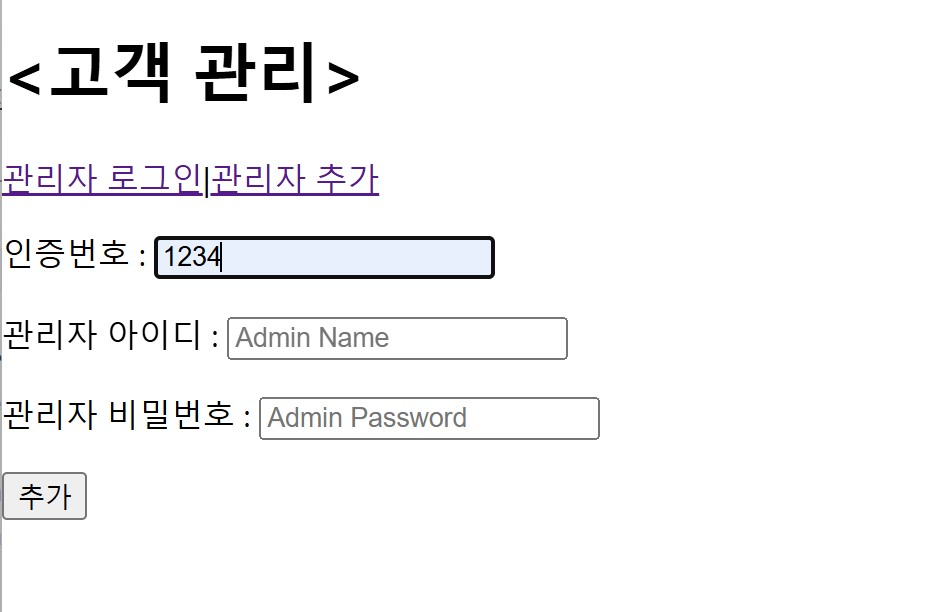 <고객 관리>
관리자 로그인|관리자 추가
인증번호 : 1234
관리자 아이디 : Admin Name
관리자 비밀번호 : Admin Password
추가